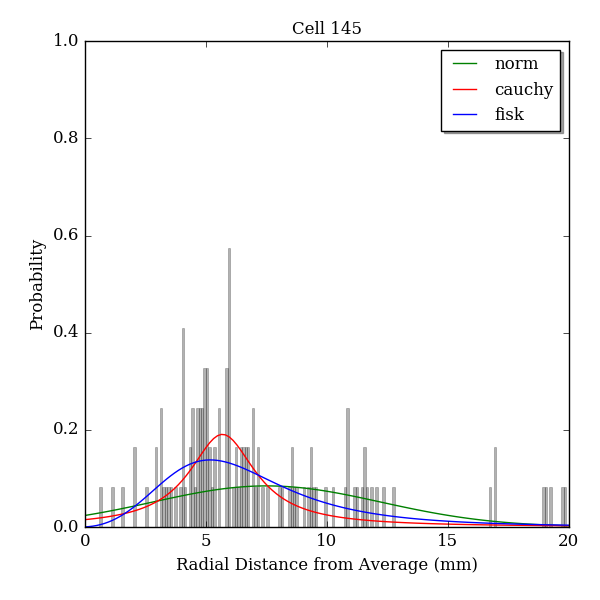 Cell 145
norm
cauchy
fisk
Probability
1.0
0.8
0.6
0.4
0.2
0.0
0 5 10 15 20
Radial Distance from Average (mm)